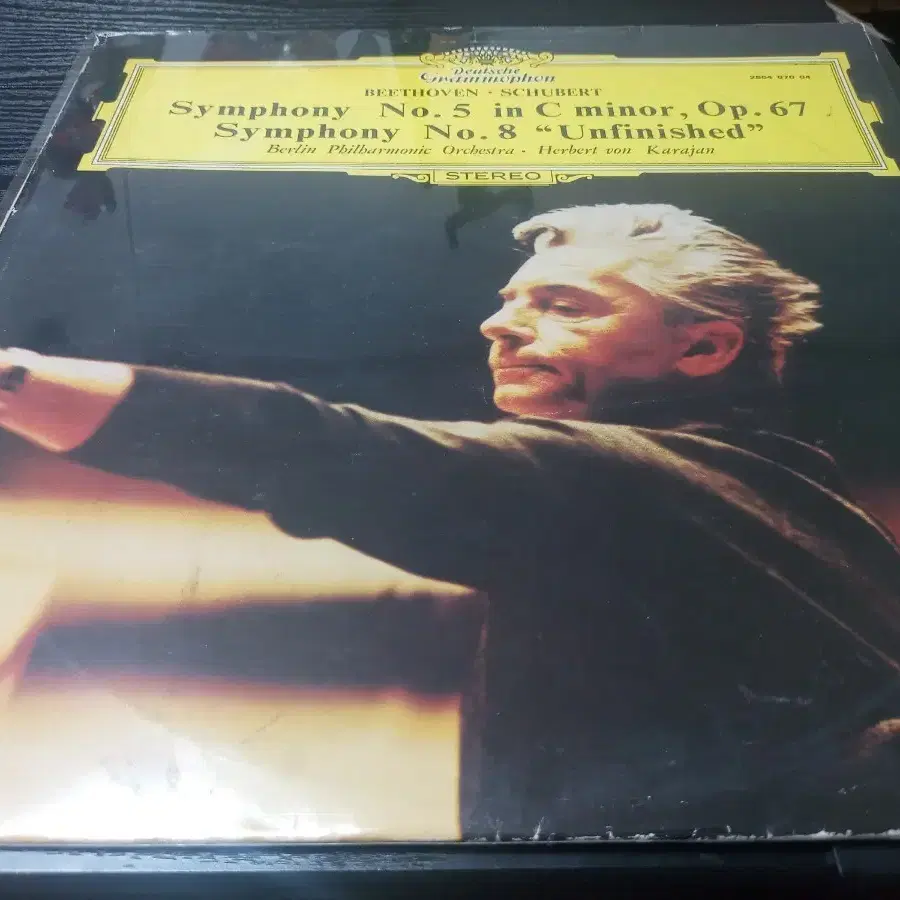 Deutsche
Grammophon
2804 070 04
BEETHOVEN · SCHUBERT
Symphony No. 5 in C minor, Op. 67
Symphony No. 8 “Unfinished”
Berlin Philharmonic Orchestra · Herbert von Karajan
STEREO